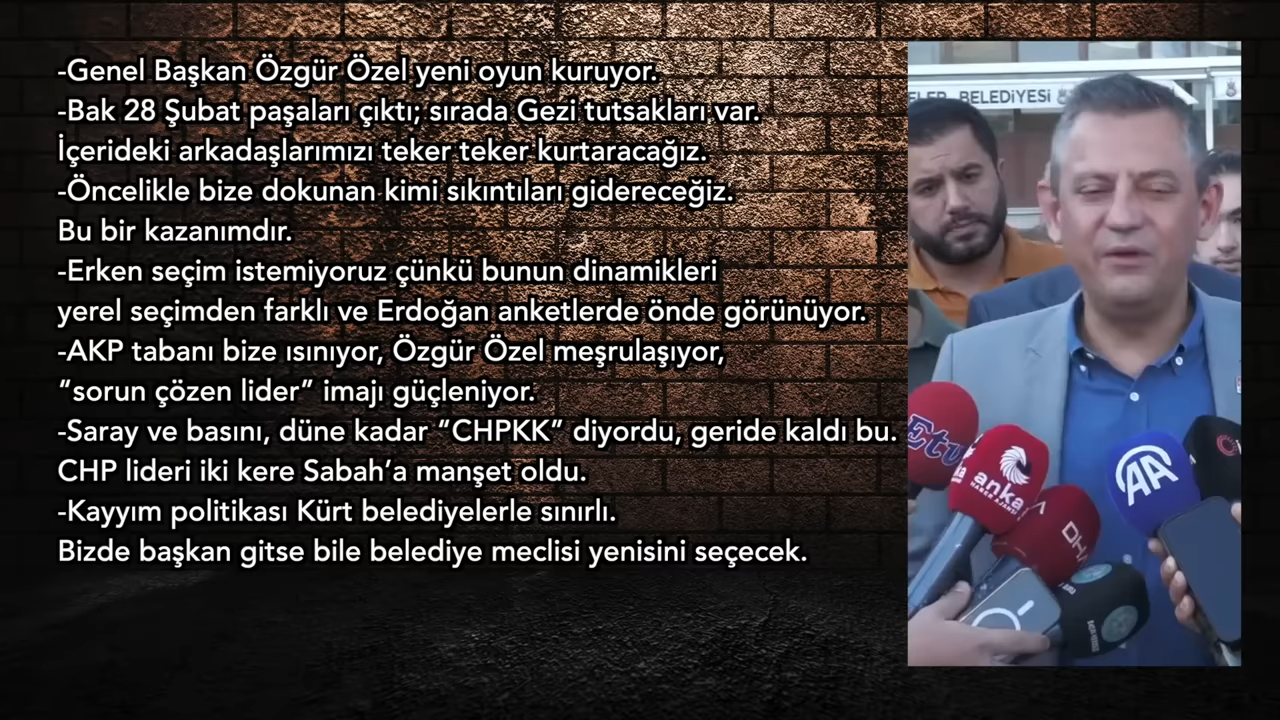 -Genel Başkan Özgür Özel yeni oyun kuruyor.
-Bak 28 Şubat paşaları çıktı; sırada Gezi tutsakları var.
İçerideki arkadaşlarımızı teker teker kurtaracağız.
-Öncelikle bize dokunan kimi sıkıntıları gidereceğiz.
Bu bir kazanımdır.
-Erken seçim istemiyoruz çünkü bunun dinamikleri
yerel seçimden farklı ve Erdoğan anketlerde önde görünüyor.
-AKP tabanı bize ısınıyor, Özgür Özel meşrulaşıyor,
“sorun çözen lider” imajı güçleniyor.
-Saray ve basını, düne kadar “CHPKK” diyordu, geride kaldı bu.
CHP lideri iki kere Sabah’a manşet oldu.
-Kayyım politikası Kürt belediyelerle sınırlı.
Bizde başkan gitse bile belediye meclisi yenisini seçecek.
BELEDİYESİ
anka
HABER AJANSI
AA
DHA